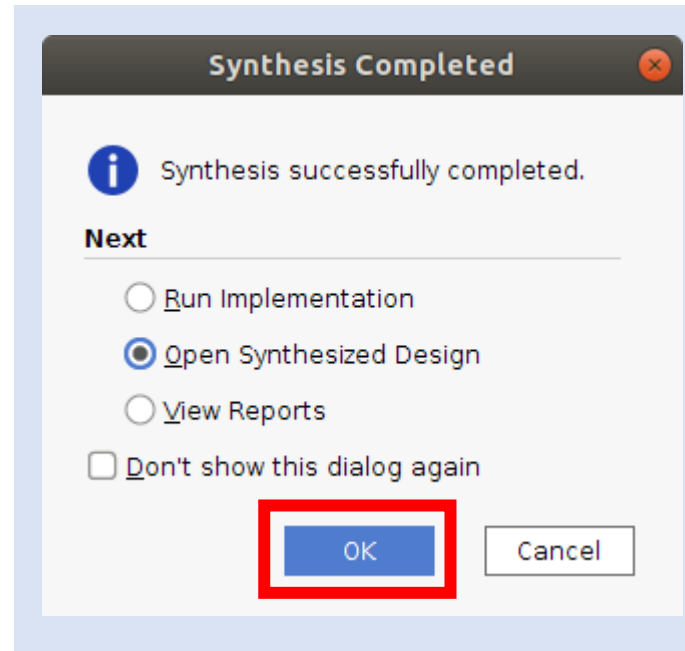 Synthesis Completed
Synthesis successfully completed.
Next
Run Implementation
Open Synthesized Design
View Reports
Don't show this dialog again
OK
Cancel